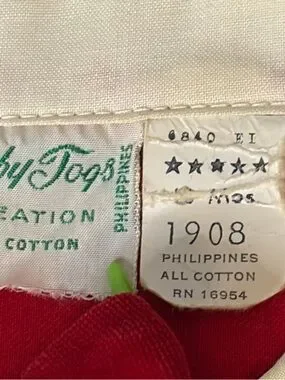 by Togs
EATION
COTTON
PHILIPPINES
6840 EI
★★★★★
Mos
1908
PHILIPPINES
ALL COTTON
RN 16954